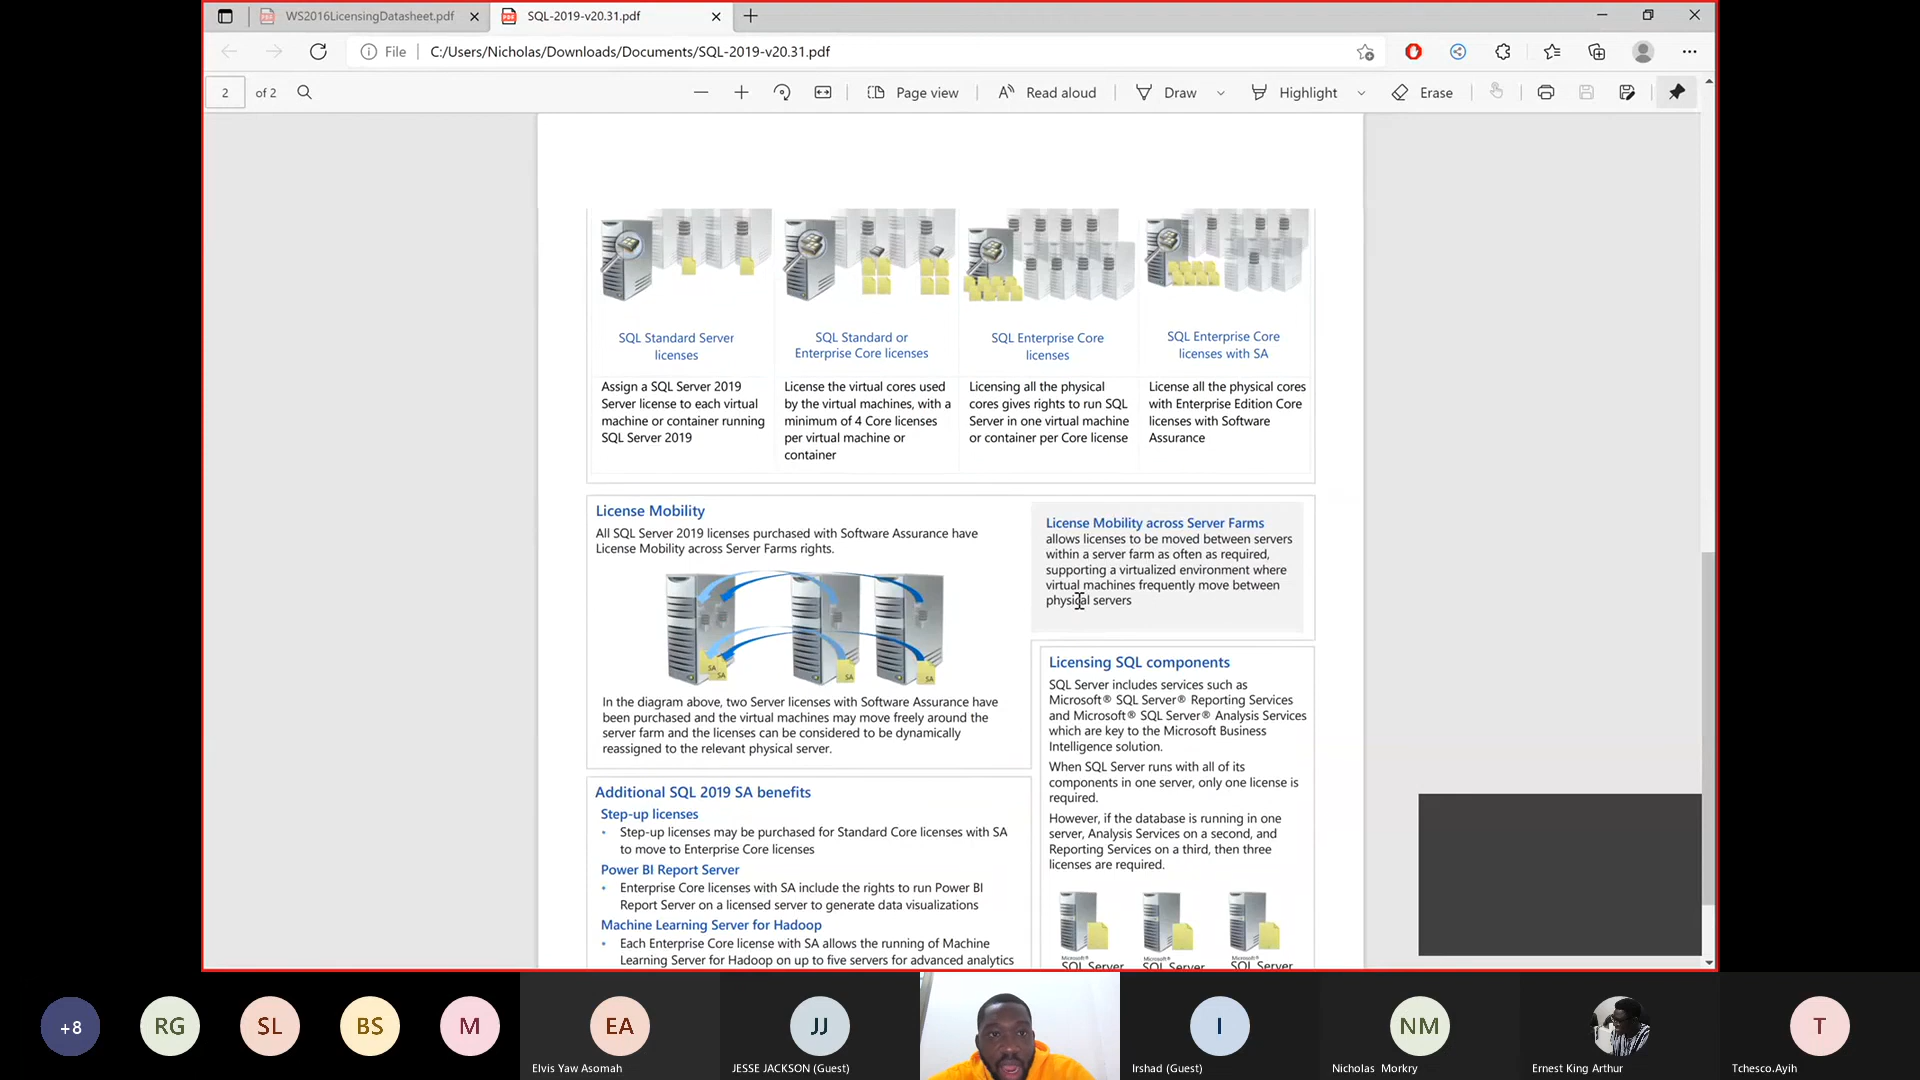 WS2016LicensingDatasheet.pdf
SQL-2019-v20.31.pdf
File
C:/Users/Nicholas/Downloads/Documents/SQL-2019-v20.31.pdf
2 of 2
Page view
Read aloud
Draw
Highlight
Erase
SQL Standard Server
licenses
Assign a SQL Server 2019
Server license to each virtual
machine or container running
SQL Server 2019
SQL Standard or
Enterprise Core licenses
License the virtual cores used
by the virtual machines, with a
minimum of 4 Core licenses
per virtual machine or
container
SQL Enterprise Core
licenses
Licensing all the physical
cores gives rights to run SQL
Server in one virtual machine
or container per Core license
SQL Enterprise Core
licenses with SA
License all the physical cores
with Enterprise Edition Core
licenses with Software
Assurance
License Mobility
All SQL Server 2019 licenses purchased with Software Assurance have
License Mobility across Server Farms rights.
SA
SA
SA
SA
In the diagram above, two Server licenses with Software Assurance have
been purchased and the virtual machines may move freely around the
server farm and the licenses can be considered to be dynamically
reassigned to the relevant physical server.
License Mobility across Server Farms
allows licenses to be moved between servers
within a server farm as often as required,
supporting a virtualized environment where
virtual machines frequently move between
physical servers
Additional SQL 2019 SA benefits
Step-up licenses
• Step-up licenses may be purchased for Standard Core licenses with SA
to move to Enterprise Core licenses
Power BI Report Server
• Enterprise Core licenses with SA include the rights to run Power BI
Report Server on a licensed server to generate data visualizations
Machine Learning Server for Hadoop
• Each Enterprise Core license with SA allows the running of Machine
Learning Server for Hadoop on up to five servers for advanced analytics
Licensing SQL components
SQL Server includes services such as
Microsoft® SQL Server® Reporting Services
and Microsoft® SQL Server® Analysis Services
which are key to the Microsoft Business
Intelligence solution.
When SQL Server runs with all of its
components in one server, only one license is
required.
However, if the database is running in one
server, Analysis Services on a second, and
Reporting Services on a third, then three
licenses are required.
Microsoft®
SQL Server
Microsoft®
SQL Server
Microsoft®
SQL Server
+8
RG
SL
BS
M
EA
Elvis Yaw Asomah
JJ
JESSE JACKSON (Guest)
I
Irshad (Guest)
NM
Nicholas Morkry
Ernest King Arthur
T
Tchesco.Ayih